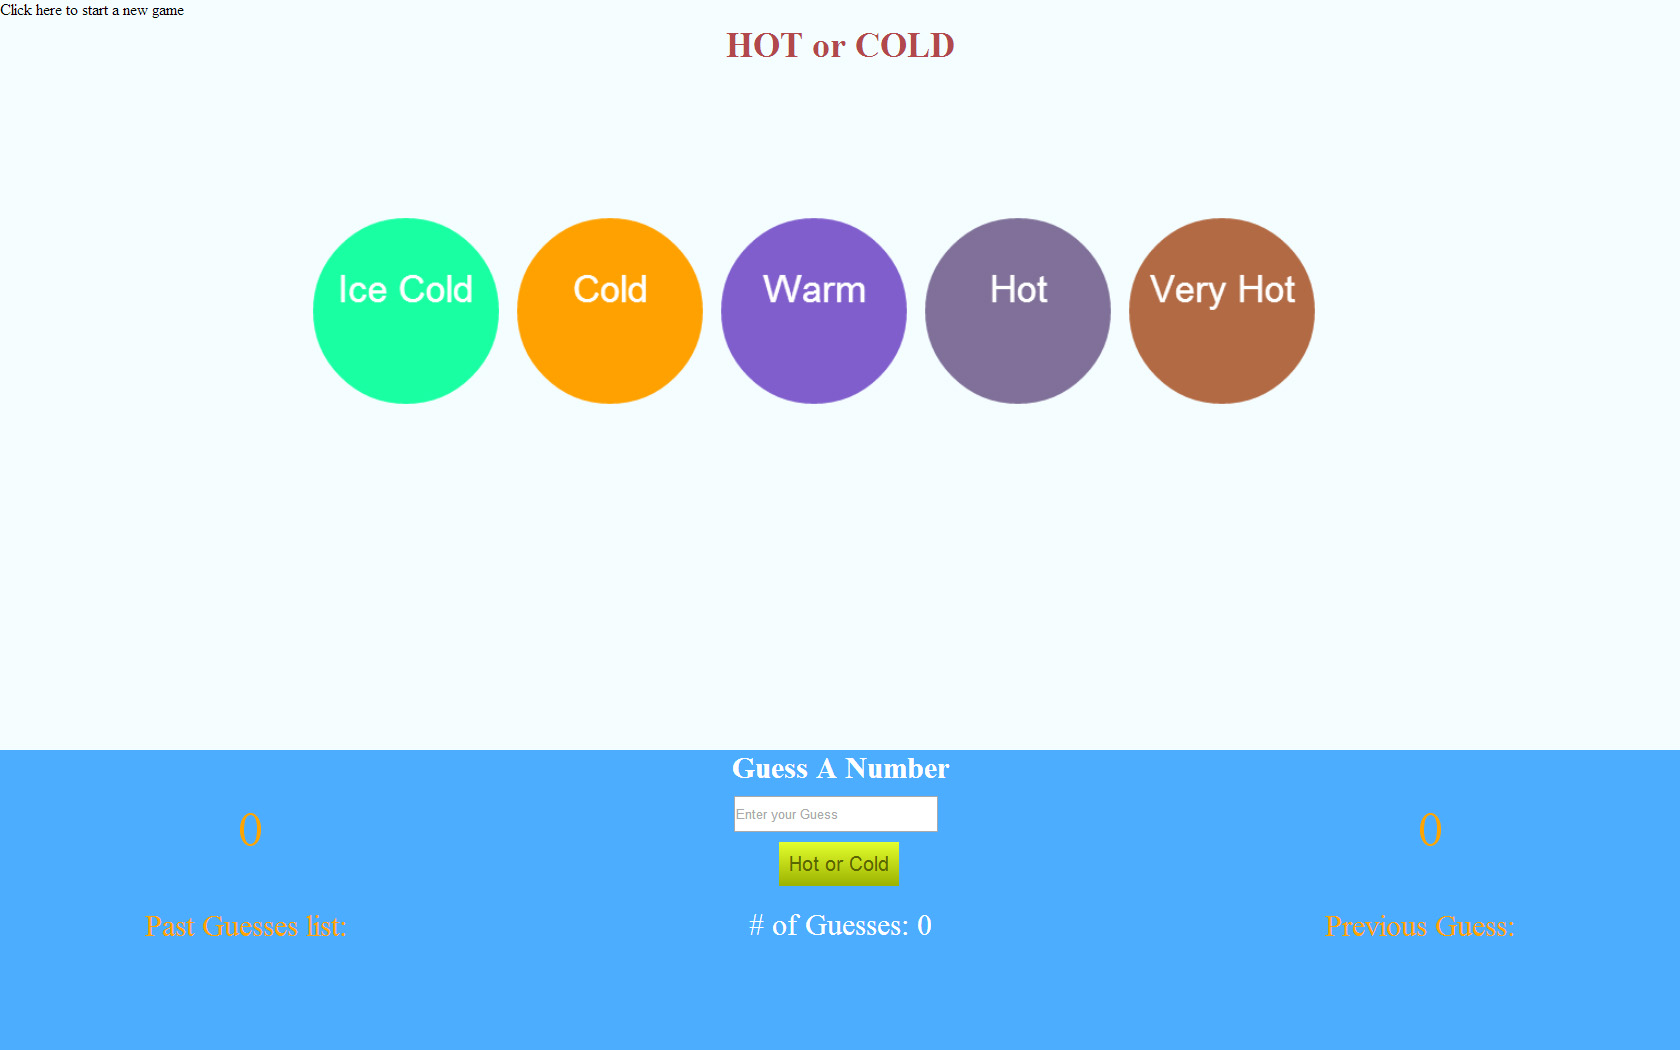 Click here to start a new game
HOT or COLD
Ice Cold
Cold
Warm
Hot
Very Hot
Guess A Number
Enter your Guess
0
0
Hot or Cold
Past Guesses list:
# of Guesses: 0
Previous Guess: